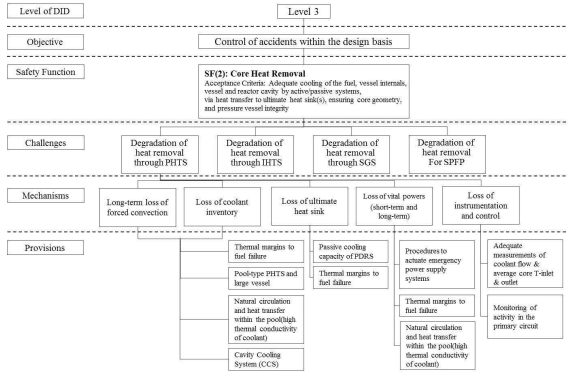 Level of DID
Level 3
Objective
Control of accidents within the design basis
Safety Function
SF(2): Core Heat Removal
Acceptance Criteria: Adequate cooling of the fuel, vessel internals,
vessel and reactor cavity by active/passive systems,
via heat transfer to ultimate heat sink(s), ensuring core geometry,
and pressure vessel integrity
Challenges
Degradation of
heat removal
through PHTS
Degradation of
heat removal
through IHTS
Degradation of
heat removal
through SGS
Degradation of
heat removal
For SPFP
Mechanisms
Long-term loss of
forced convection
Loss of coolant
inventory
Loss of ultimate
heat sink
Loss of vital powers
(short-term and
long-term)
Loss of
instrumentation
and control
Provisions
Thermal margins to
fuel failure
Pool-type PHTS and
large vessel
Natural circulation
and heat transfer
within the pool(high
thermal conductivity
of coolant)
Cavity Cooling
System (CCS)
Passive cooling
capacity of PDRS
Thermal margins to
fuel failure
Procedures to
actuate emergency
power supply
systems
Thermal margins to
fuel failure
Natural circulation
and heat transfer
within the pool(high
thermal conductivity
of coolant)
Adequate
measurements of
coolant flow &
average core T-inlet
& outlet
Monitoring of
activity in the
primary circuit